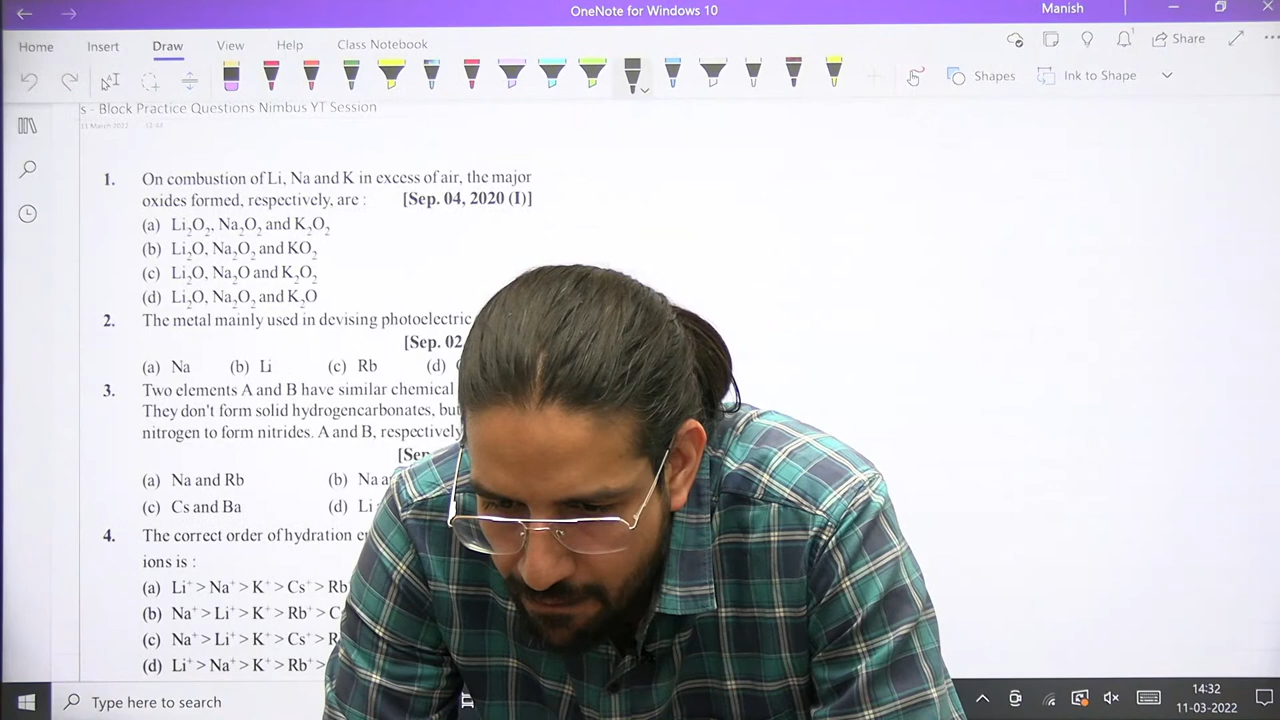 OneNote for Windows 10
Manish
Home Insert Draw View Help Class Notebook
Share
Shapes
Ink to Shape
s - Block Practice Questions Nimbus YT Session
11 March 2022 12:44
1. On combustion of Li, Na and K in excess of air, the major
oxides formed, respectively, are : [Sep. 04, 2020 (I)]
(a) Li₂O₂, Na₂O₂ and K₂O₂
(b) Li₂O, Na₂O₂ and KO₂
(c) Li₂O, Na₂O and K₂O₂
(d) Li₂O, Na₂O₂ and K₂O
2. The metal mainly used in devising photoelectric
[Sep. 02
(a) Na (b) Li (c) Rb (d)
3. Two elements A and B have similar chemical
They don't form solid hydrogencarbonates, but
nitrogen to form nitrides. A and B, respectively
[Sep
(a) Na and Rb (b) Na
(c) Cs and Ba (d) Li
4. The correct order of hydration
ions is :
(a) Li⁺ > Na⁺ > K⁺ > Cs⁺ > Rb
(b) Na⁺ > Li⁺ > K⁺ > Rb⁺ > C
(c) Na⁺ > Li⁺ > K⁺ > Cs⁺ > R
(d) Li⁺ > Na⁺ > K⁺ > Rb⁺ >
Type here to search
14:32
11-03-2022